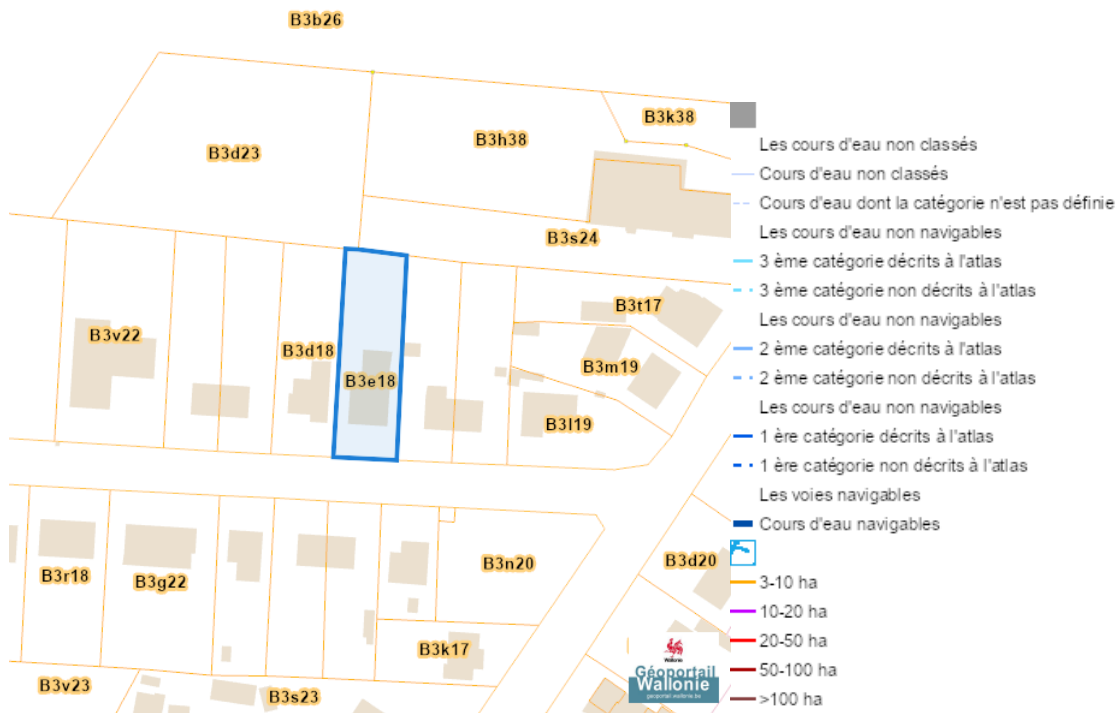 B3b26
B3k38
B3h38
B3d23
B3s24
B3t17
B3v22
B3d18
B3m19
B3e18
B3l19
B3n20
B3d20
B3r18
B3g22
B3k17
B3v23
B3s23
Wallonie
Géoportail
Wallonie
geoportail.wallonie.be
Les cours d'eau non classés
Cours d'eau non classés
Cours d'eau dont la catégorie n'est pas définie
Les cours d'eau non navigables
3 ème catégorie décrits à l'atlas
3 ème catégorie non décrits à l'atlas
Les cours d'eau non navigables
2 ème catégorie décrits à l'atlas
2 ème catégorie non décrits à l'atlas
Les cours d'eau non navigables
1 ère catégorie décrits à l'atlas
1 ère catégorie non décrits à l'atlas
Les voies navigables
Cours d'eau navigables
3-10 ha
10-20 ha
20-50 ha
50-100 ha
>100 ha